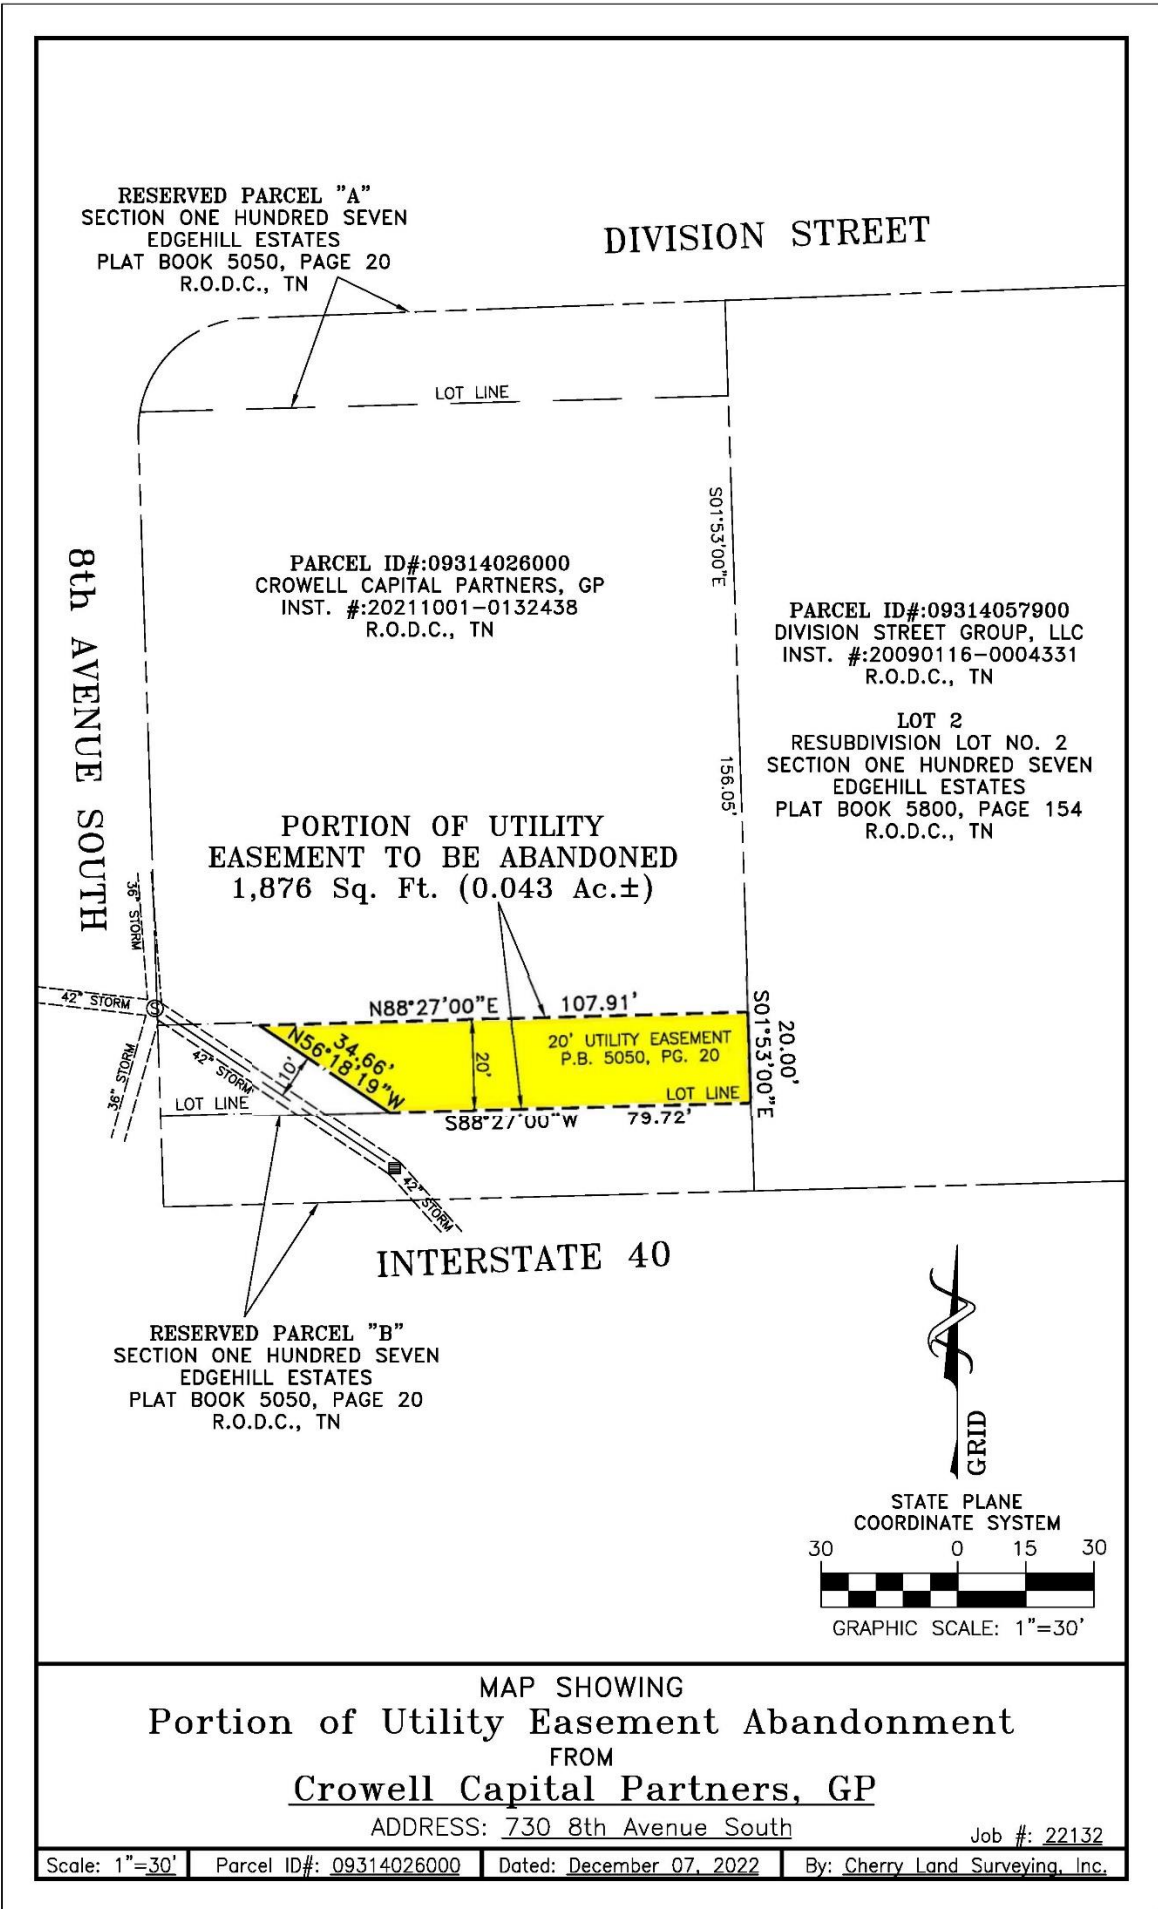 RESERVED PARCEL "A"
SECTION ONE HUNDRED SEVEN
EDGEHILL ESTATES
PLAT BOOK 5050, PAGE 20
R.O.D.C., TN
DIVISION STREET
LOT LINE
S01°53'00"E
8th AVENUE SOUTH
PARCEL ID#:09314026000
CROWELL CAPITAL PARTNERS, GP
INST. #:20211001-0132438
R.O.D.C., TN
PARCEL ID#:09314057900
DIVISION STREET GROUP, LLC
INST. #:20090116-0004331
R.O.D.C., TN
LOT 2
RESUBDIVISION LOT NO. 2
SECTION ONE HUNDRED SEVEN
EDGEHILL ESTATES
PLAT BOOK 5800, PAGE 154
R.O.D.C., TN
156.05'
PORTION OF UTILITY
EASEMENT TO BE ABANDONED
1,876 Sq. Ft. (0.043 Ac.±)
36" STORM
42" STORM
S
36" STORM
42" STORM
N88°27'00"E 107.91'
34.66'
N56°18'19"W
10'
20'
20' UTILITY EASEMENT
P.B. 5050, PG. 20
LOT LINE
20.00'
S01°53'00"E
LOT LINE
S88°27'00"W 79.72'
42" STORM
INTERSTATE 40
RESERVED PARCEL "B"
SECTION ONE HUNDRED SEVEN
EDGEHILL ESTATES
PLAT BOOK 5050, PAGE 20
R.O.D.C., TN
GRID
STATE PLANE
COORDINATE SYSTEM
30 0 15 30
GRAPHIC SCALE: 1"=30'
MAP SHOWING
Portion of Utility Easement Abandonment
FROM
Crowell Capital Partners, GP
ADDRESS: 730 8th Avenue South
Job #: 22132
Scale: 1"=30' Parcel ID#: 09314026000 Dated: December 07, 2022 By: Cherry Land Surveying, Inc.